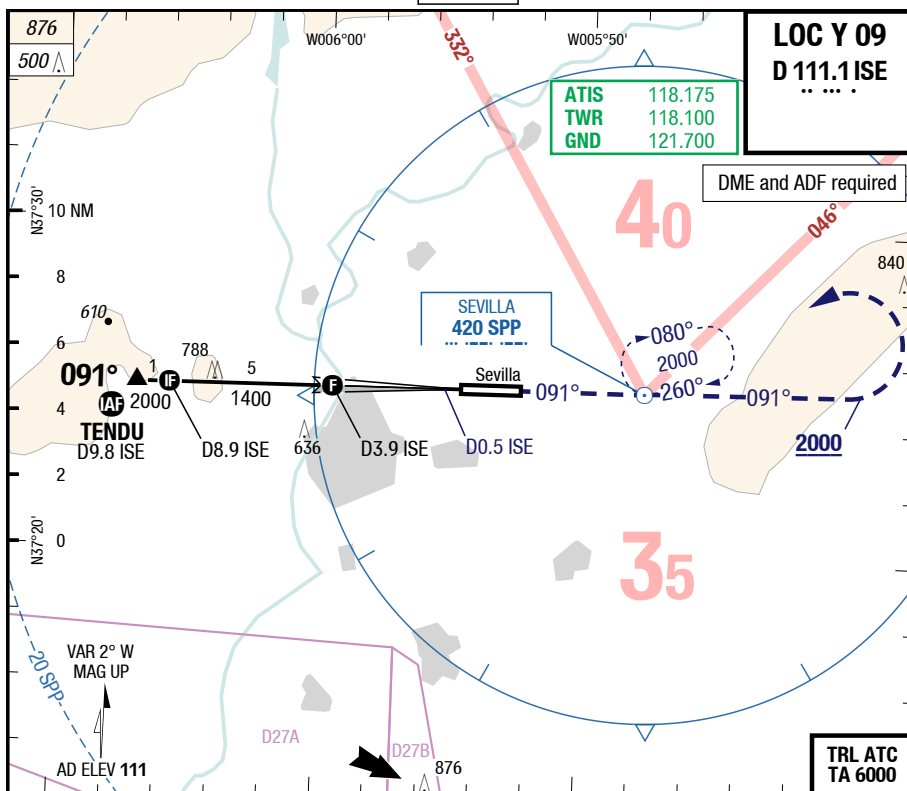 876
500
W006°00'
W005°50'
LOC Y 09
D 111.1 ISE
332°
ATIS 118.175
TWR 118.100
GND 121.700
DME and ADF required
N37°30'
10 NM
40
046°
840
8
SEVILLA
420 SPP
610
6
788
080°
2000
260°
091°
1
IF
5
F
Sevilla
091°
091°
IAF
2000
1400
4
TENDU
D9.8 ISE
D8.9 ISE
636
D3.9 ISE
D0.5 ISE
2000
2
N37°20'
0
35
VAR 2° W
MAG UP
20 SPP
D27A
D27B
876
AD ELEV 111
TRL ATC
TA 6000